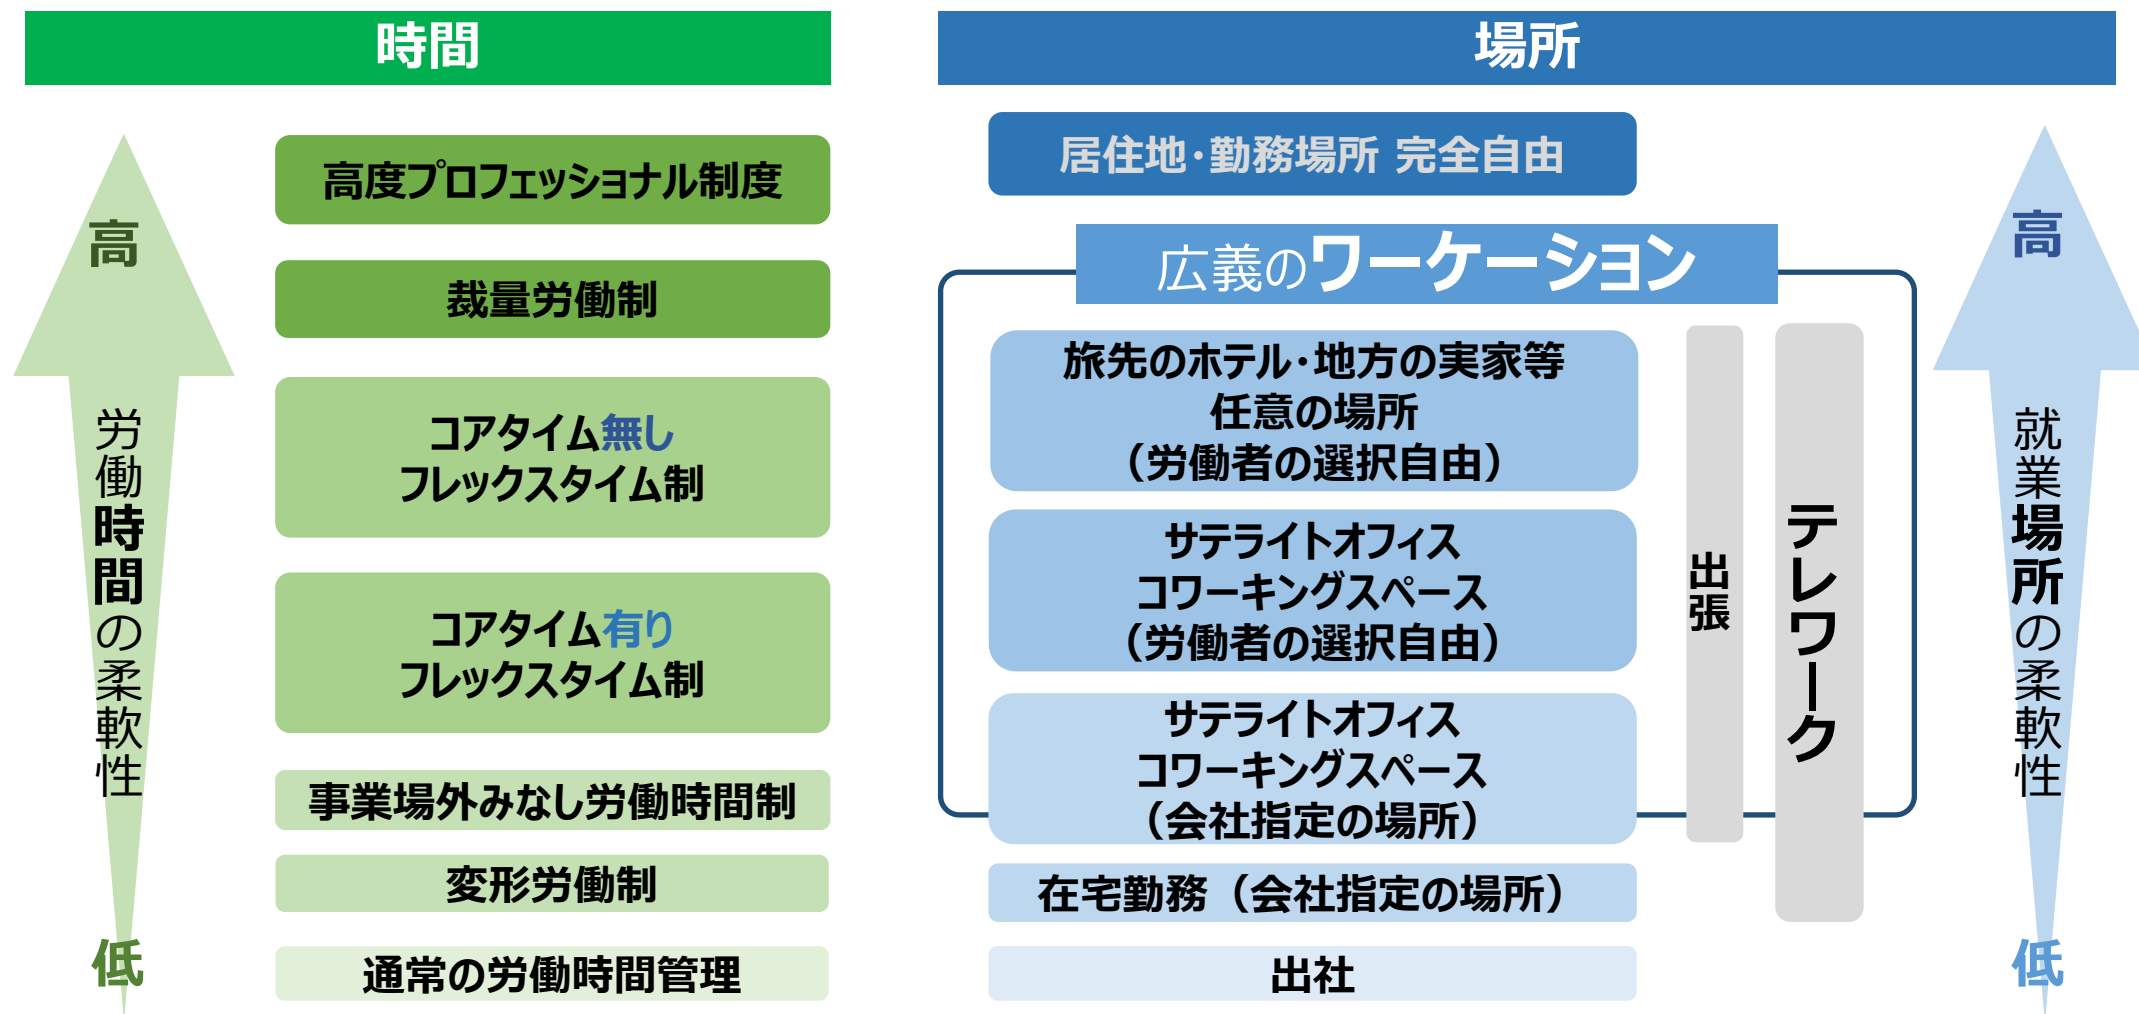 時間
高
労働時間の柔軟性
低
高度プロフェッショナル制度
裁量労働制
コアタイム無し
フレックスタイム制
コアタイム有り
フレックスタイム制
事業場外みなし労働時間制
変形労働制
通常の労働時間管理
場所
居住地・勤務場所 完全自由
広義のワーケーション
旅先のホテル・地方の実家等
任意の場所
（労働者の選択自由）
サテライトオフィス
コワーキングスペース
（労働者の選択自由）
サテライトオフィス
コワーキングスペース
（会社指定の場所）
在宅勤務（会社指定の場所）
出社
出張
テレワーク
高
就業場所の柔軟性
低